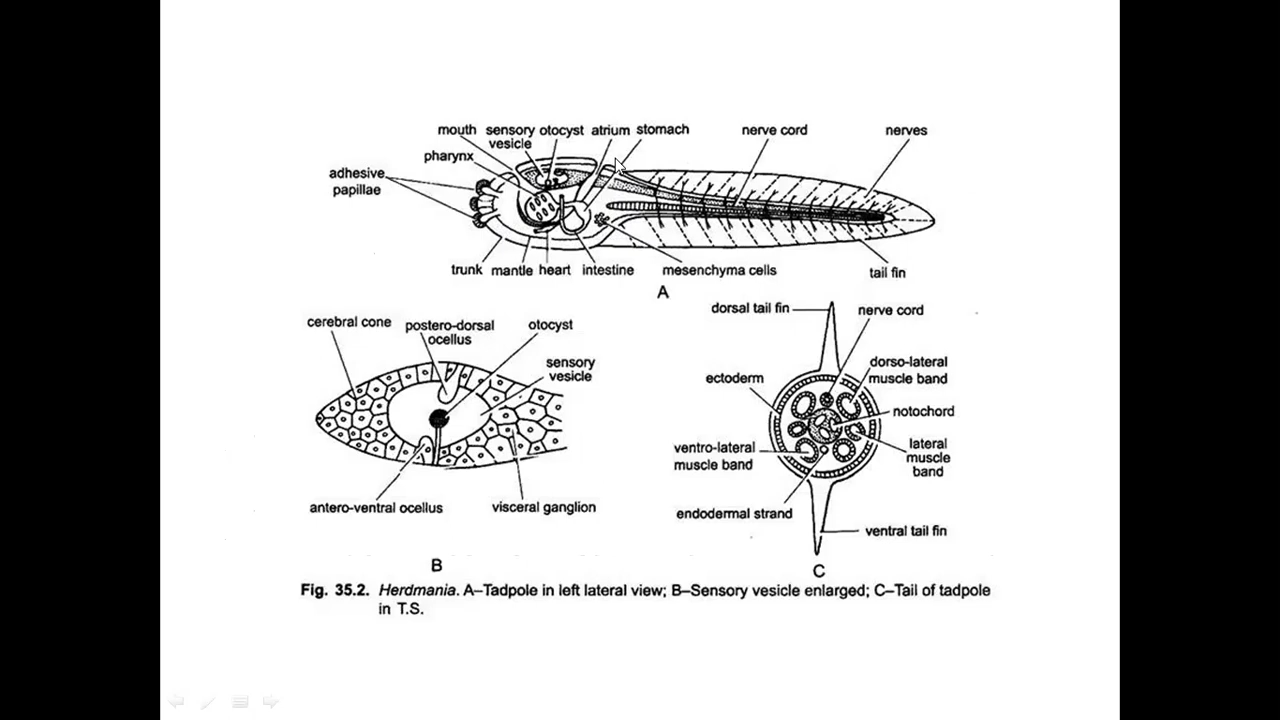 mouth
sensory
vesicle
otocyst
atrium
stomach
nerve cord
nerves
pharynx
adhesive
papillae
trunk
mantle
heart
intestine
mesenchyma cells
tail fin
A
cerebral cone
postero-dorsal
ocellus
otocyst
sensory
vesicle
antero-ventral ocellus
visceral ganglion
B
dorsal tail fin
nerve cord
ectoderm
dorso-lateral
muscle band
notochord
ventro-lateral
muscle band
lateral
muscle
band
endodermal strand
ventral tail fin
C
Fig. 35.2. Herdmania. A–Tadpole in left lateral view; B–Sensory vesicle enlarged; C–Tail of tadpole
in T.S.